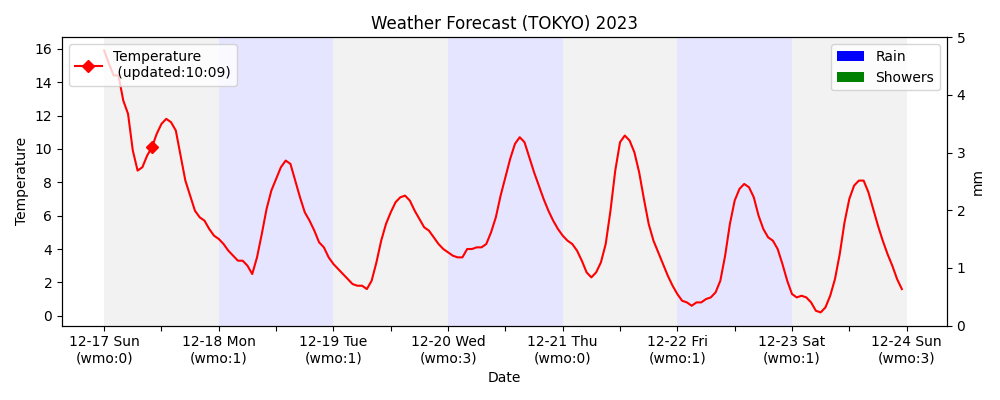 Weather Forecast (TOKYO) 2023
Temperature
(updated:10:09)
Rain
Showers
16
14
12
10
8
6
4
2
0
Temperature
5
4
3
2
1
0
mm
12-17 Sun
(wmo:0)
12-18 Mon
(wmo:1)
12-19 Tue
(wmo:1)
12-20 Wed
(wmo:3)
12-21 Thu
(wmo:0)
12-22 Fri
(wmo:1)
12-23 Sat
(wmo:1)
12-24 Sun
(wmo:3)
Date